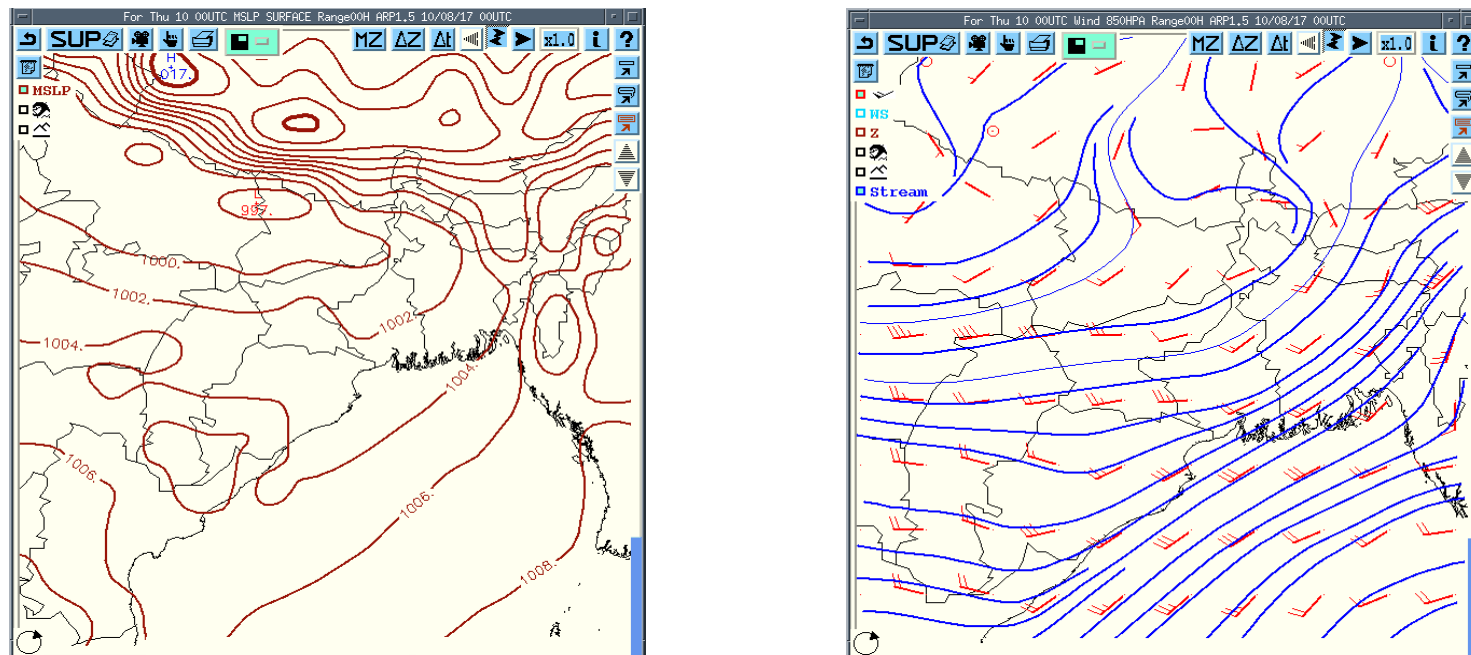 For Thu 10 00UTC MSLP SURFACE Range00H ARP1.5 10/08/17 00UTC
SUP MZ ΔZ Δt x1.0 i ?
H
017.
MSLP
997.
1000.
1002.
1002.
1004.
1004.
1006.
1006.
1008.
For Thu 10 00UTC Wind 850HPA Range00H ARP1.5 10/08/17 00UTC
SUP MZ ΔZ Δt x1.0 i ?
WS
Z
Stream